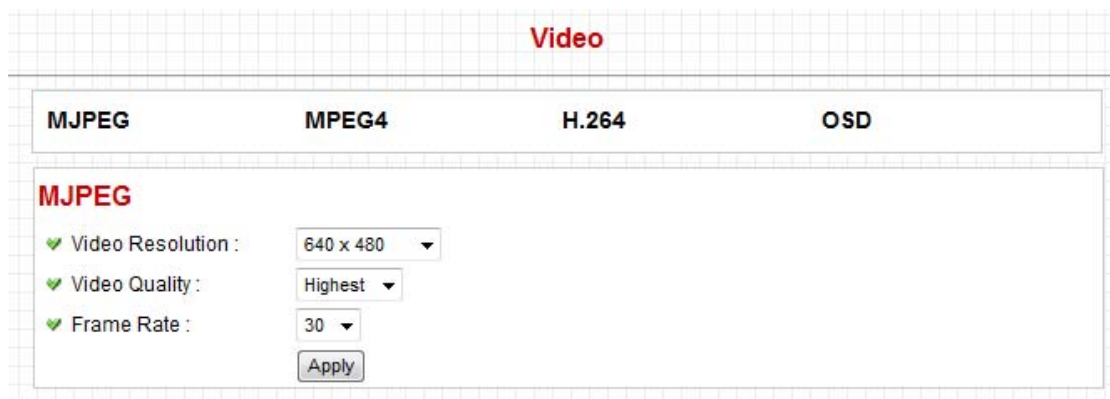 Video
MJPEG MPEG4 H.264 OSD
MJPEG
Video Resolution : 640 x 480
Video Quality : Highest
Frame Rate : 30
Apply